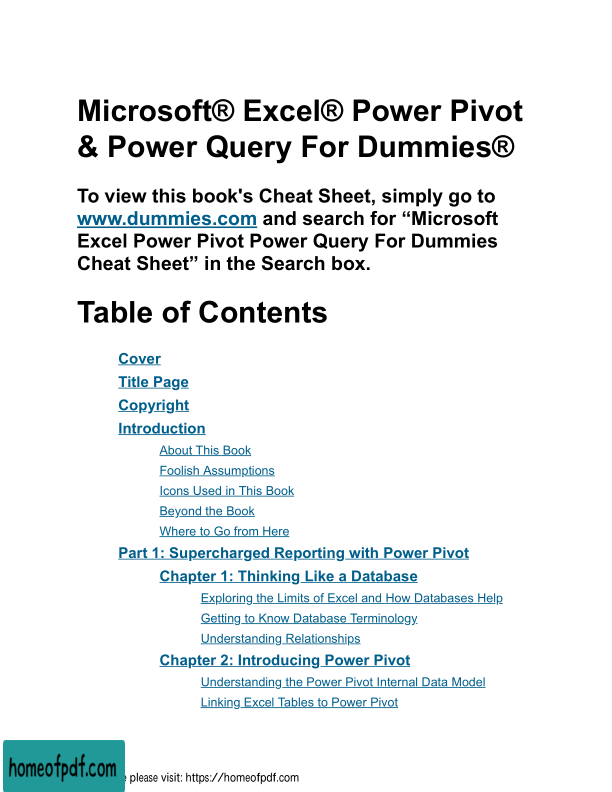 Microsoft® Excel® Power Pivot
& Power Query For Dummies®
To view this book's Cheat Sheet, simply go to
www.dummies.com and search for “Microsoft
Excel Power Pivot Power Query For Dummies
Cheat Sheet” in the Search box.
Table of Contents
Cover
Title Page
Copyright
Introduction
About This Book
Foolish Assumptions
Icons Used in This Book
Beyond the Book
Where to Go from Here
Part 1: Supercharged Reporting with Power Pivot
Chapter 1: Thinking Like a Database
Exploring the Limits of Excel and How Databases Help
Getting to Know Database Terminology
Understanding Relationships
Chapter 2: Introducing Power Pivot
Understanding the Power Pivot Internal Data Model
Linking Excel Tables to Power Pivot
homeofpdf.com
please visit: https://homeofpdf.com